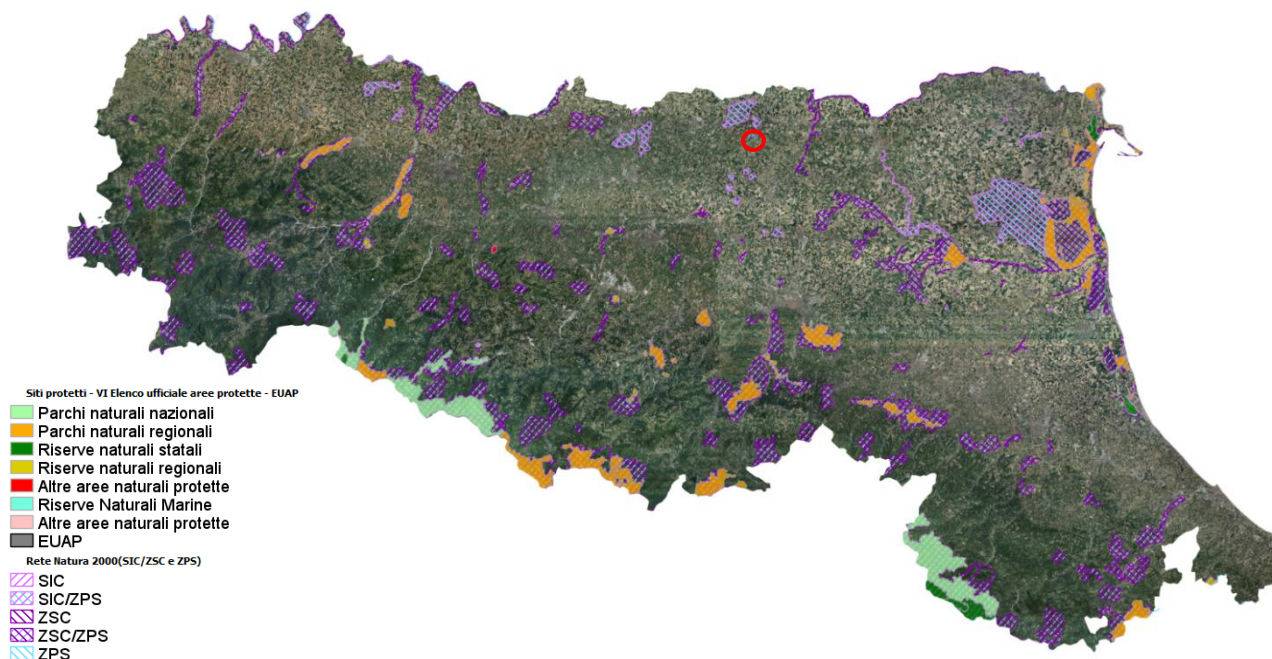 Siti protetti - VI Elenco ufficiale aree protette - EUAP
Parchi naturali nazionali
Parchi naturali regionali
Riserve naturali statali
Riserve naturali regionali
Altre aree naturali protette
Riserve Naturali Marine
Altre aree naturali protette
EUAP
Rete Natura 2000(SIC/ZSC e ZPS)
SIC
SIC/ZPS
ZSC
ZSC/ZPS
ZPS